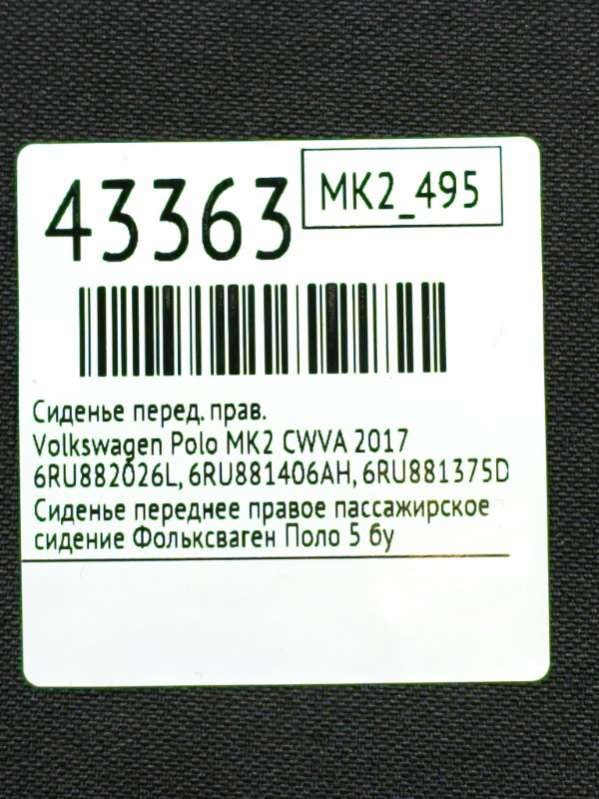 43363
MK2_495
Сиденье перед. прав.
Volkswagen Polo MK2 CWVA 2017
6RU882026L, 6RU881406AH, 6RU881375D
Сиденье переднее правое пассажирское
сидение Фольксваген Поло 5 бу